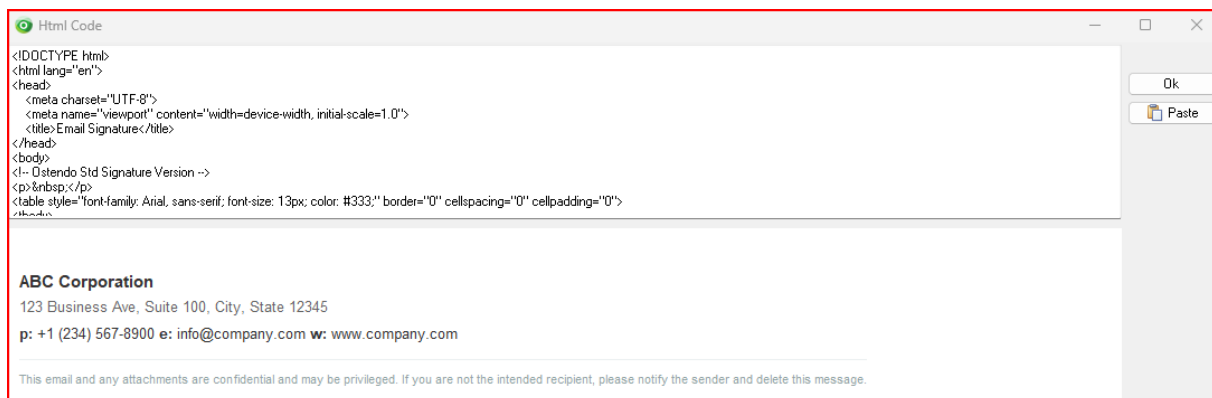 Html Code
<!DOCTYPE html>
<html lang="en">
<head>
<meta charset="UTF-8">
<meta name="viewport" content="width=device-width, initial-scale=1.0">
<title>Email Signature</title>
</head>
<body>
<!-- Ostendo Std Signature Version -->
<p>&nbsp;</p>
<table style="font-family: Arial, sans-serif; font-size: 13px; color: #333;" border="0" cellspacing="0" cellpadding="0">
<tbody>
Ok
Paste
ABC Corporation
123 Business Ave, Suite 100, City, State 12345
p: +1 (234) 567-8900 e: info@company.com w: www.company.com
This email and any attachments are confidential and may be privileged. If you are not the intended recipient, please notify the sender and delete this message.